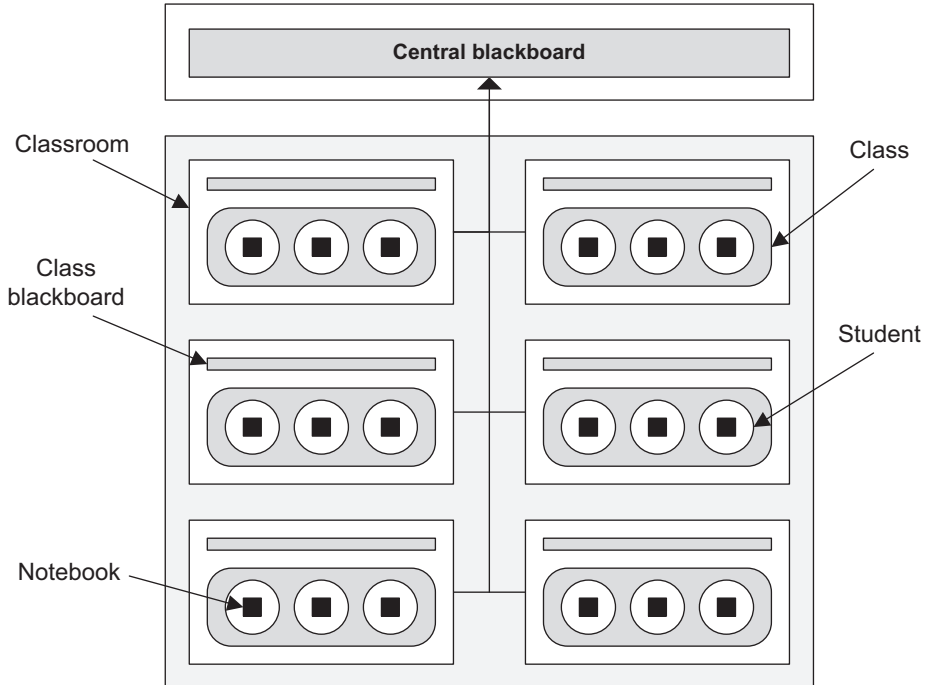 Central blackboard
Classroom
Class
Class
blackboard
Student
Notebook